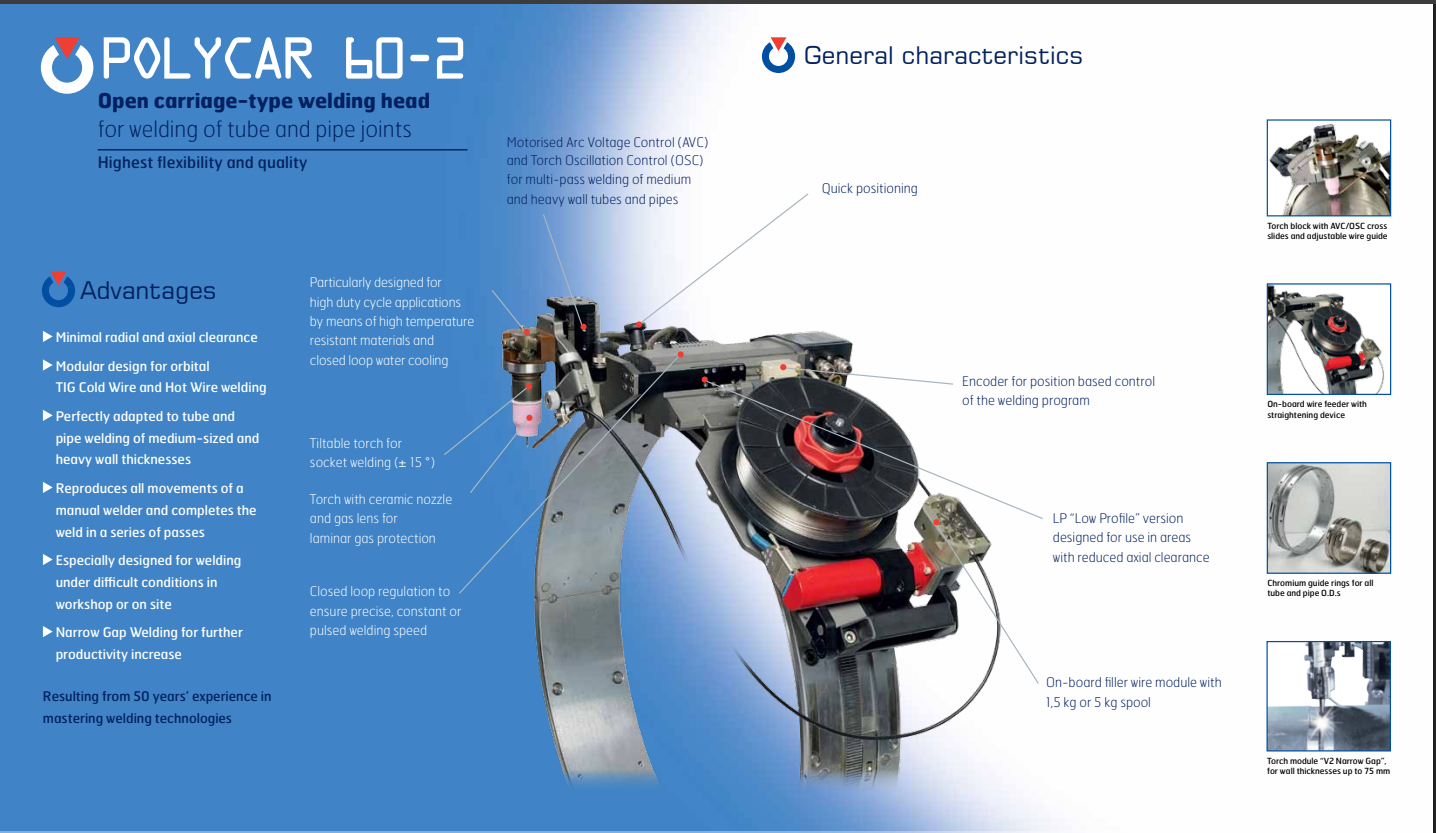 POLYCAR 60-2
Open carriage-type welding head
for welding of tube and pipe joints
Highest flexibility and quality
Advantages
Minimal radial and axial clearance
Modular design for orbital
TIG Cold Wire and Hot Wire welding
Perfectly adapted to tube and
pipe welding of medium-sized and
heavy wall thicknesses
Reproduces all movements of a
manual welder and completes the
weld in a series of passes
Especially designed for welding
under difficult conditions in
workshop or on site
Narrow Gap Welding for further
productivity increase
Resulting from 50 years' experience in
mastering welding technologies
General characteristics
Motorised Arc Voltage Control (AVC)
and Torch Oscillation Control (OSC)
for multi-pass welding of medium
and heavy wall tubes and pipes
Quick positioning
Particularly designed for
high duty cycle applications
by means of high temperature
resistant materials and
closed loop water cooling
Encoder for position based control
of the welding program
Tiltable torch for
socket welding (± 15 °)
Torch with ceramic nozzle
and gas lens for
laminar gas protection
LP “Low Profile” version
designed for use in areas
with reduced axial clearance
Closed loop regulation to
ensure precise, constant or
pulsed welding speed
On-board filler wire module with
1,5 kg or 5 kg spool
Torch block with AVC/OSC cross
slides and adjustable wire guide
On-board wire feeder with
straightening device
Chromium guide rings for all
tube and pipe O.D.s
Torch module “V2 Narrow Gap”,
for wall thicknesses up to 75 mm